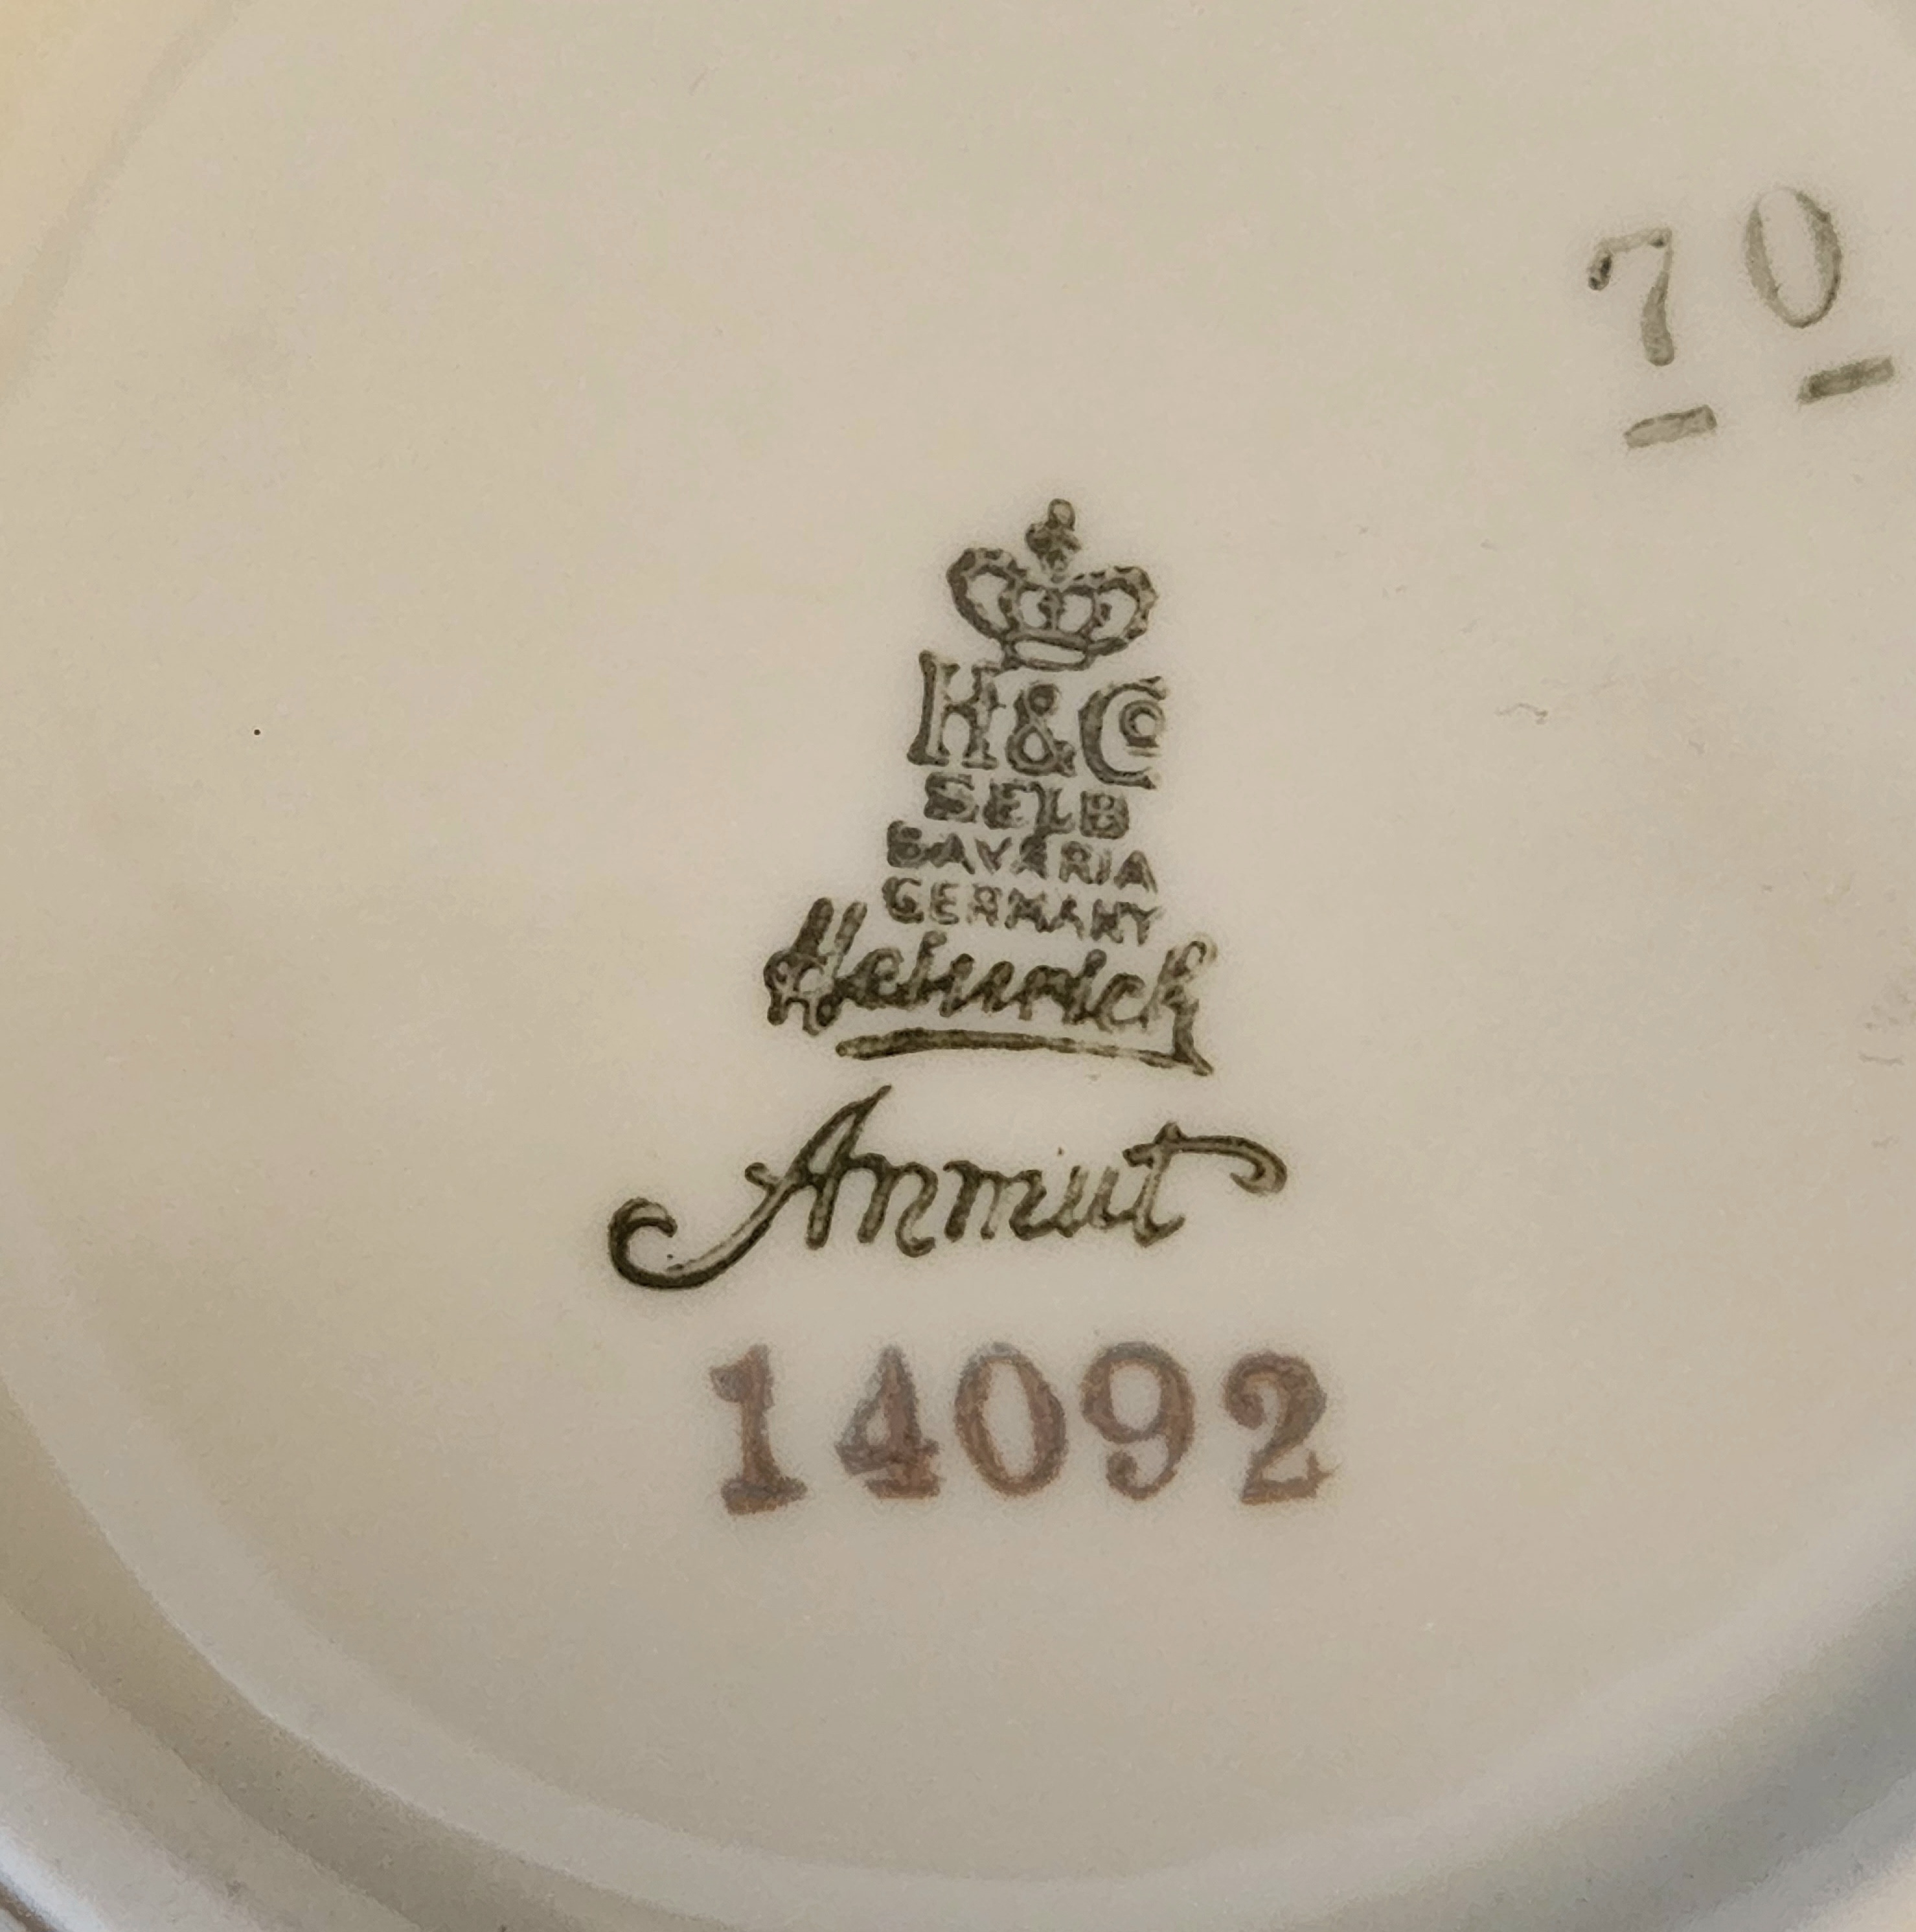 70
H&Co
SELB
BAVARIA
GERMANY
Heinrich
Anmut
14092